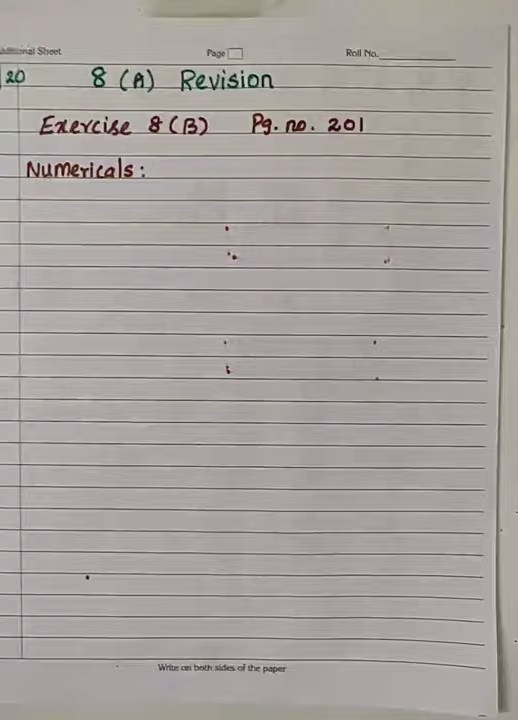 Additional Sheet Page Roll No.
20 8 (A) Revision
Exercise 8 (B) Pg. no. 201
Numericals :
Write on both sides of the paper